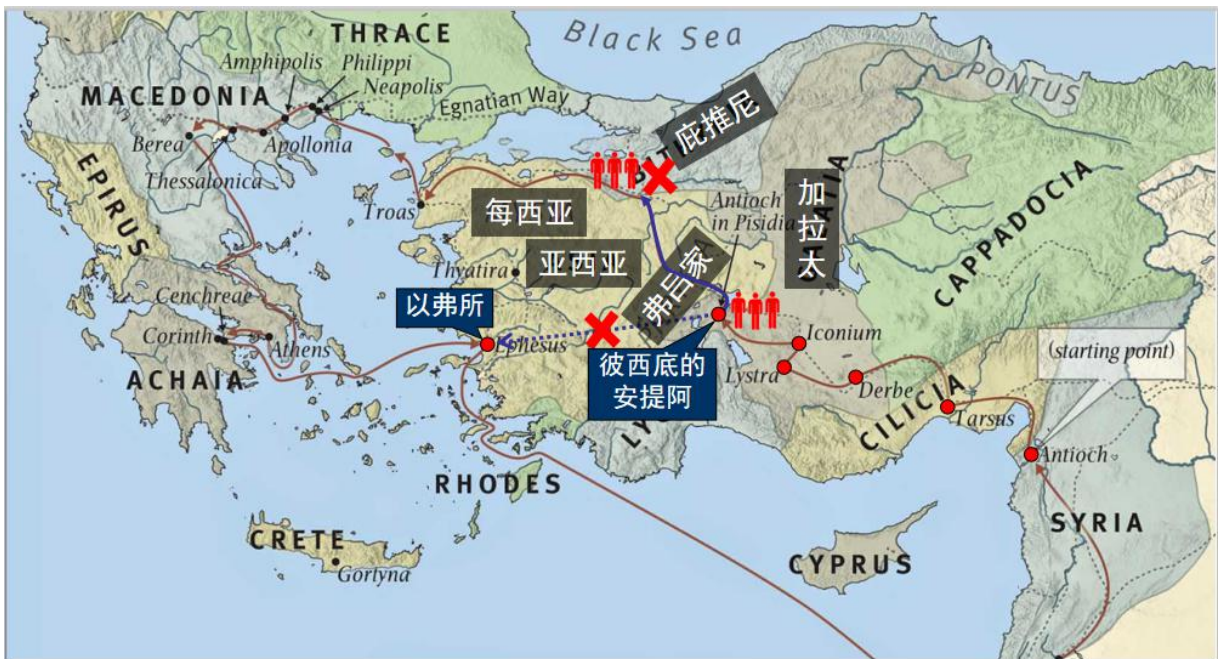 THRACE
Black Sea
Amphipolis
Philippi
Neapolis
MACEDONIA
Egnatian Way
PONTUS
庇推尼
Berea
Apollonia
Thessalonica
EPIRUS
Troas
每西亚
Antioch
in Pisidia
加拉太
CAPPADOCIA
亚西亚
Thyatira
弗吕家
以弗所
Cenchreae
Corinth
Athens
Ephesus
Iconium
(starting point)
ACHAIA
彼西底的
安提阿
Lystra
Derbe
CILICIA
Tarsus
Antioch
RHODES
SYRIA
CRETE
Gortyna
CYPRUS